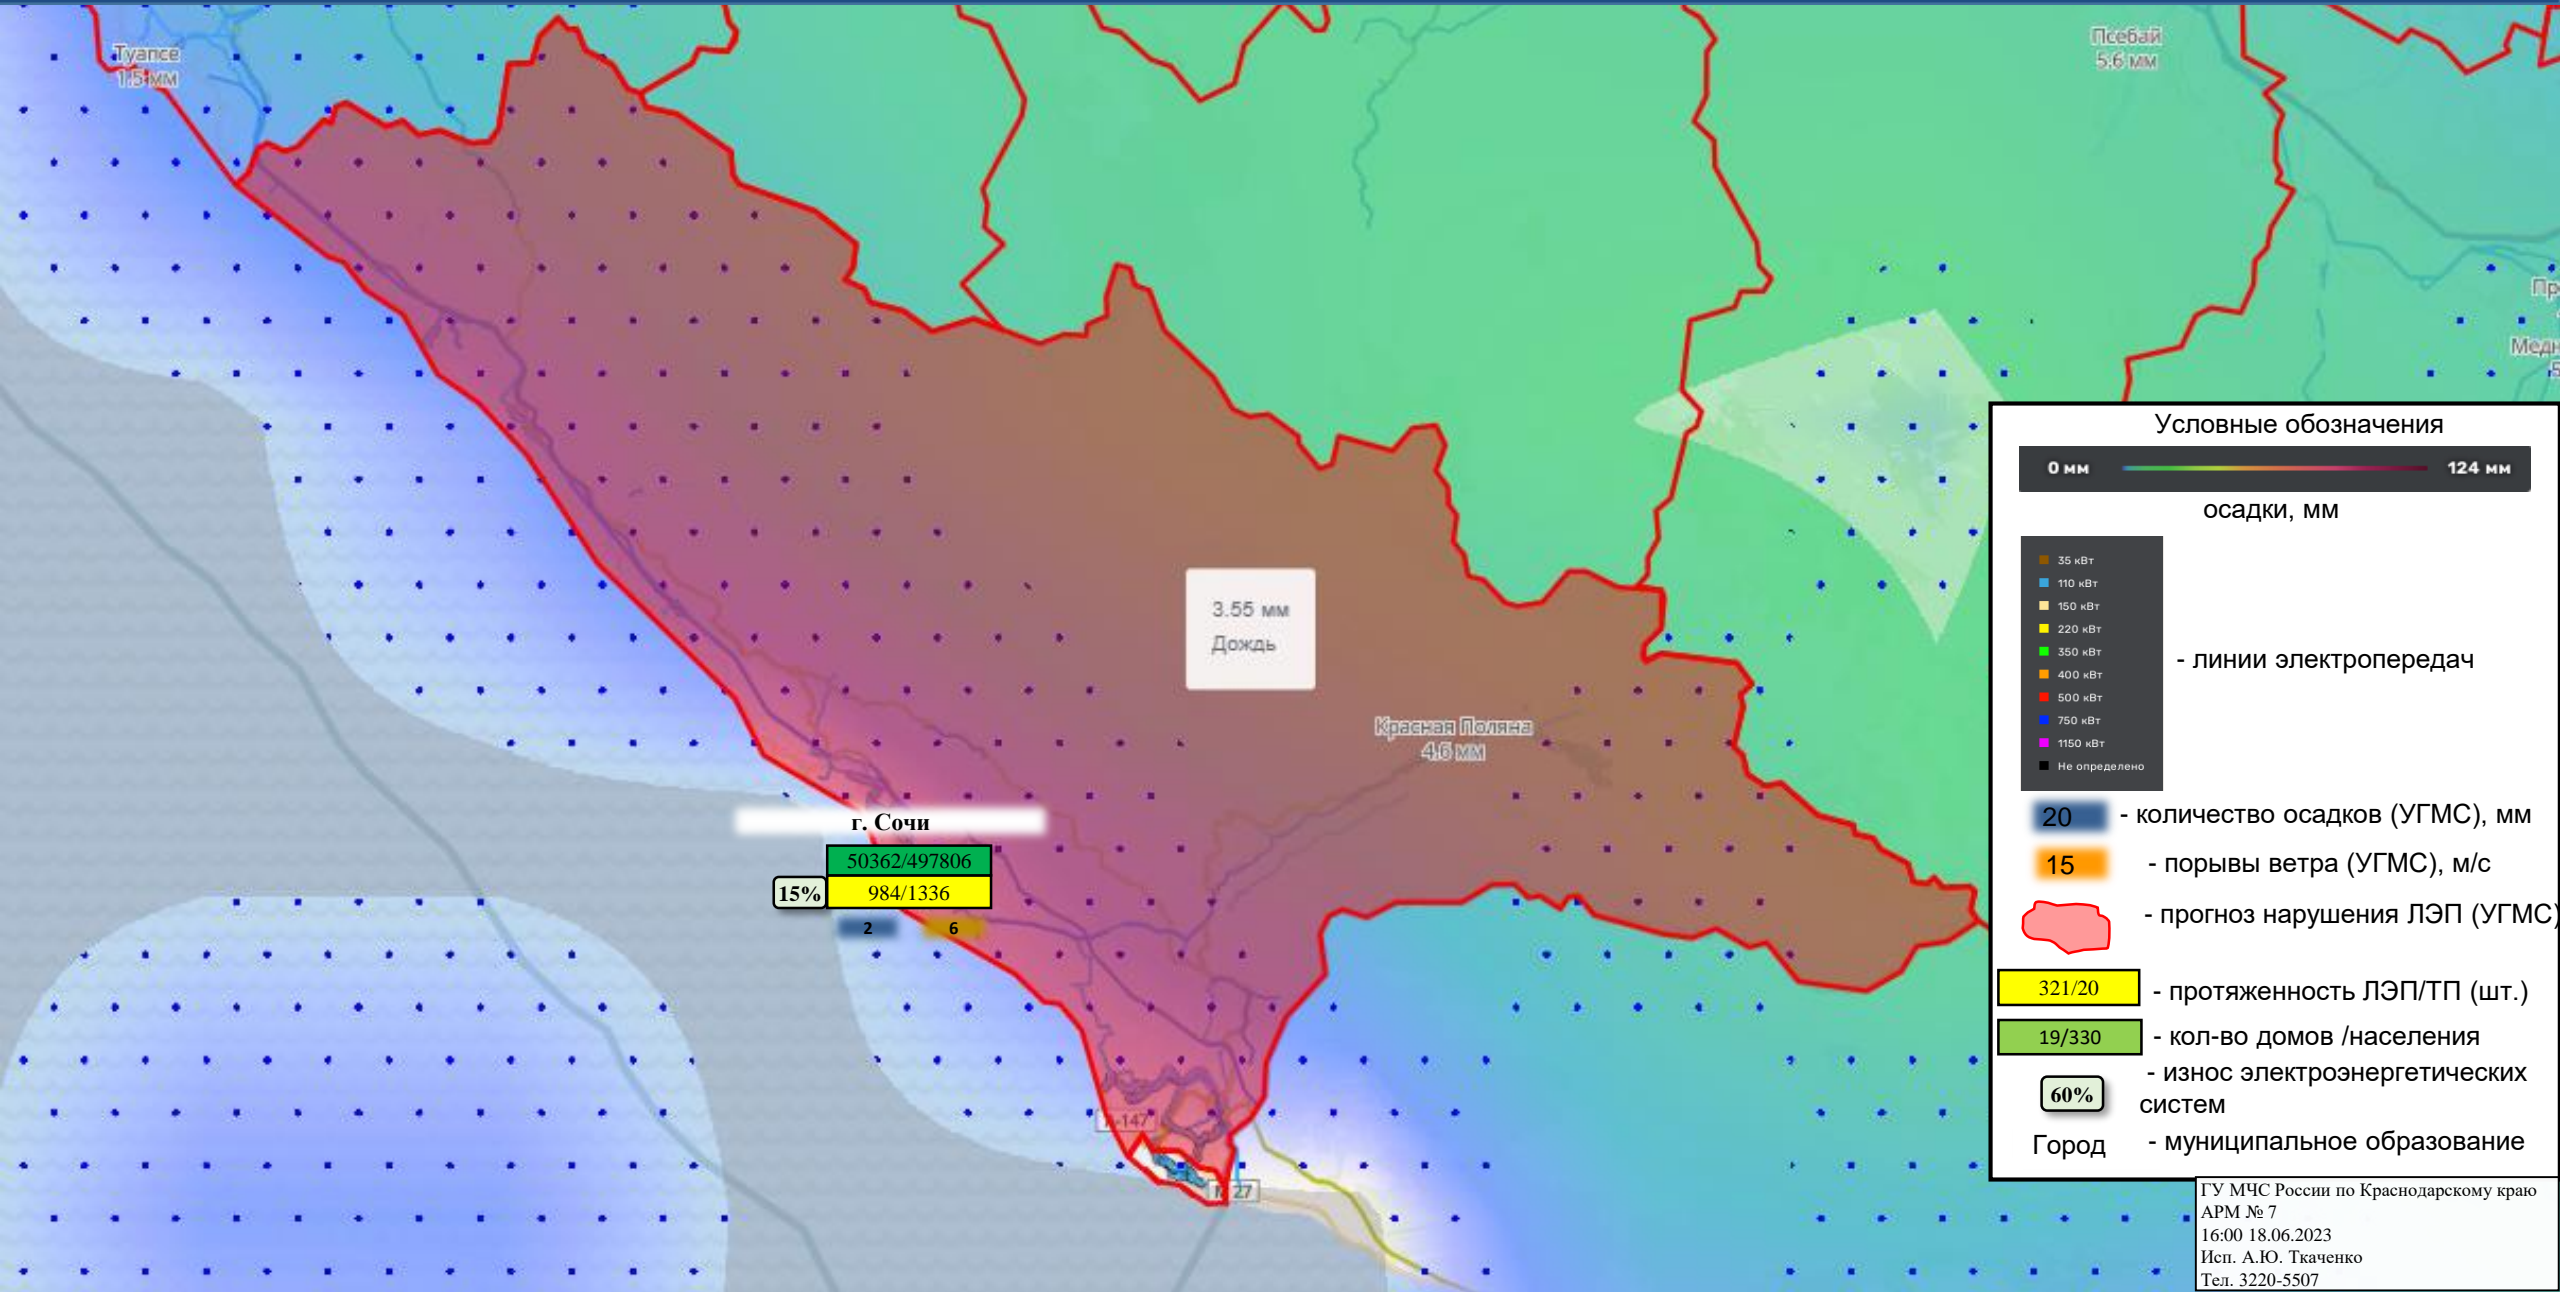 Туапсе
1.5 мм
Псебай
5.6 мм
3.55 мм
Дождь
Красная Поляна
4.6 мм
г. Сочи
50362/497806
15%
984/1336
2
6
Условные обозначения
0 мм
124 мм
осадки, мм
35 кВт
110 кВт
150 кВт
220 кВт
350 кВт
400 кВт
500 кВт
750 кВт
1150 кВт
Не определено
- линии электропередач
20 - количество осадков (УГМС), мм
15 - порывы ветра (УГМС), м/с
- прогноз нарушения ЛЭП (УГМС)
321/20 - протяженность ЛЭП/ТП (шт.)
19/330 - кол-во домов /населения
60% - износ электроэнергетических
систем
Город - муниципальное образование
ГУ МЧС России по Краснодарскому краю
АРМ № 7
16:00 18.06.2023
Исп. А.Ю. Ткаченко
Тел. 3220-5507